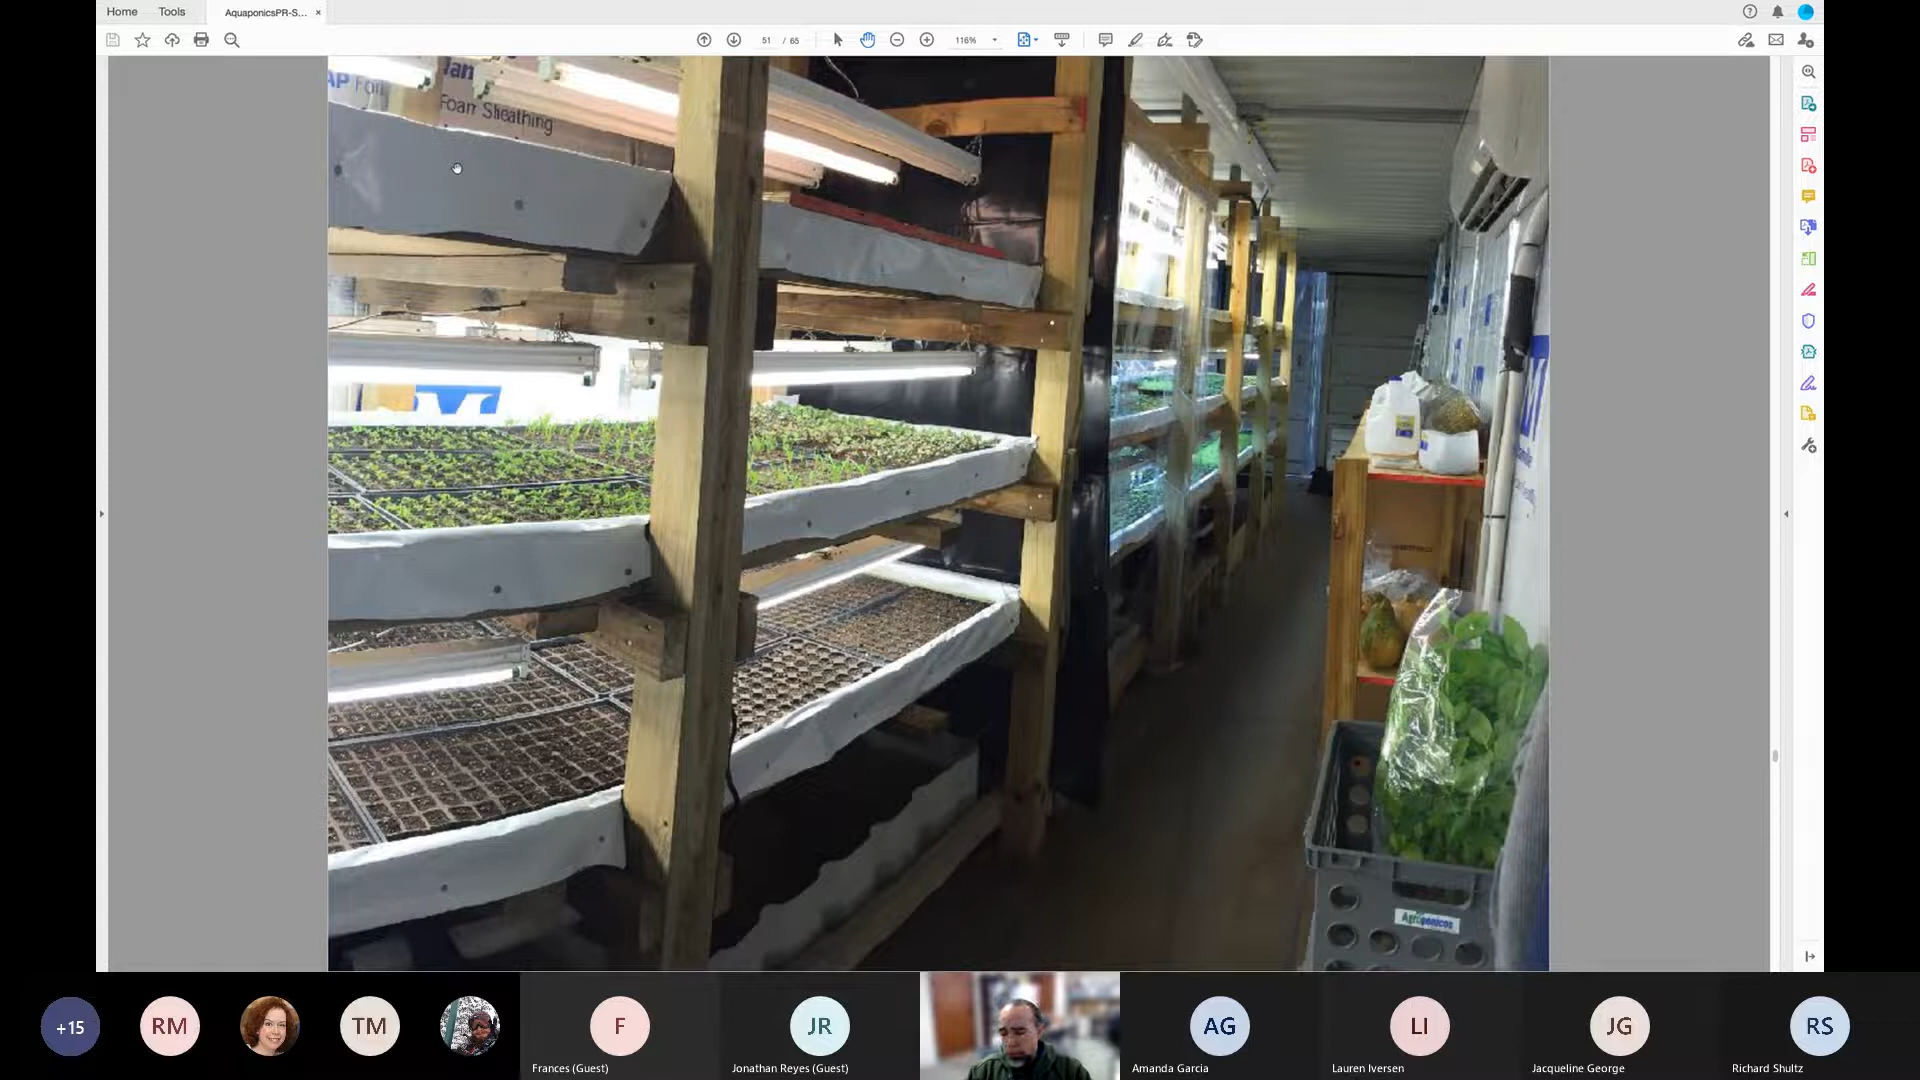 Home
Tools
AquaponicsPR-S...
51
/ 65
116%
Foam Sheathing
Agroponicos
+15
RM
TM
F
JR
AG
LI
JG
RS
Frances (Guest)
Jonathan Reyes (Guest)
Amanda Garcia
Lauren Iversen
Jacqueline George
Richard Shultz